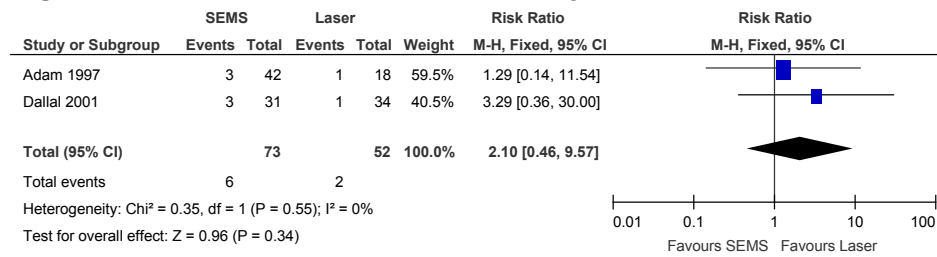 SEMS Laser Risk Ratio Risk Ratio
Study or Subgroup Events Total Events Total Weight M-H, Fixed, 95% CI M-H, Fixed, 95% CI
Adam 1997 3 42 1 18 59.5% 1.29 [0.14, 11.54]
Dallal 2001 3 31 1 34 40.5% 3.29 [0.36, 30.00]
Total (95% CI) 73 52 100.0% 2.10 [0.46, 9.57]
Total events 6 2
Heterogeneity: Chi² = 0.35, df = 1 (P = 0.55); I² = 0%
Test for overall effect: Z = 0.96 (P = 0.34)
0.01 0.1 1 10 100
Favours SEMS Favours Laser